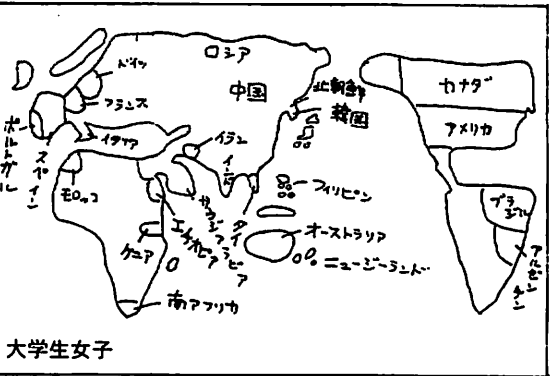 ロシア
ドイツ
フランス
中国
北朝鮮
韓国
カナダ
アメリカ
ポルトガル
スペイン
イタリア
イラン
インド
モロッコ
フィリピン
タイ
サウジアラビア
エチオピア
ケニア
オーストラリア
ニュージーランド
ブラジル
アルゼンチン
南アフリカ
大学生女子